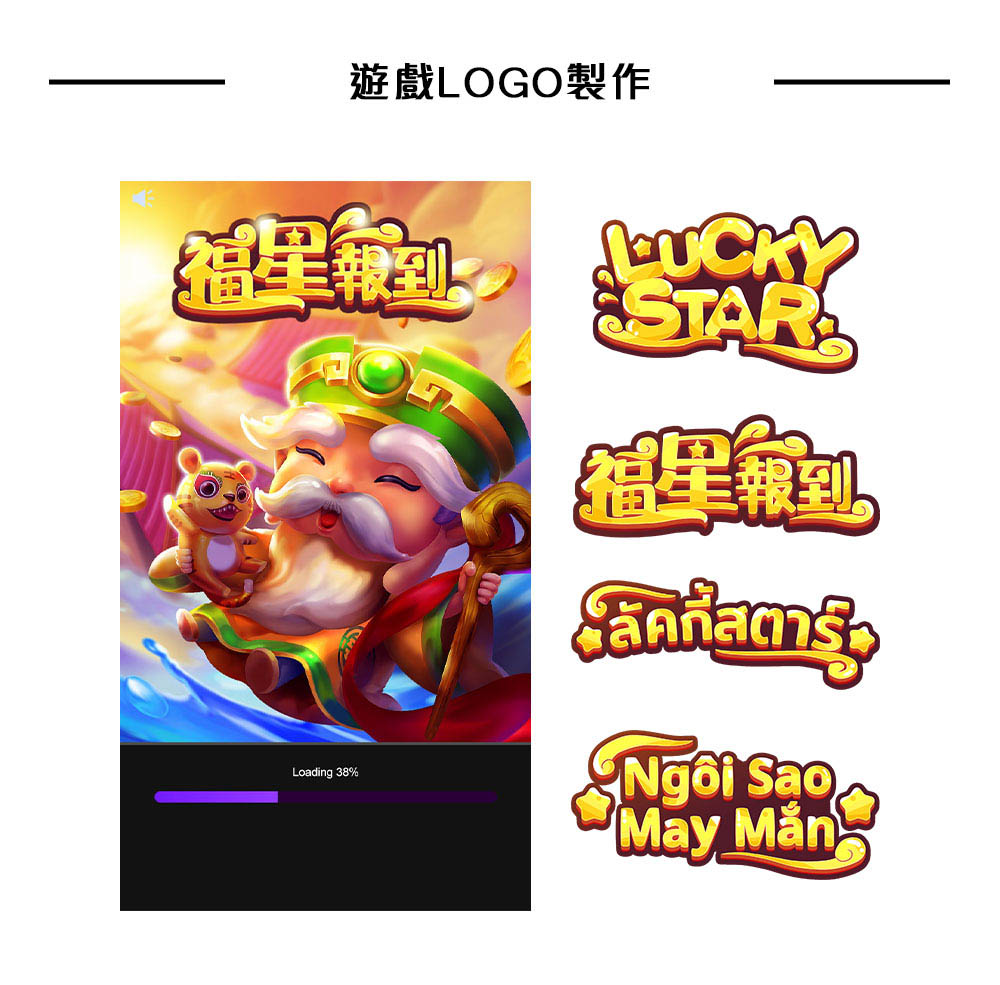 遊戲LOGO製作
福星報到
Loading 38%
LUCKY
STAR
福星報到
ลัคกี้สตาร์
Ngôi Sao
May Mắn